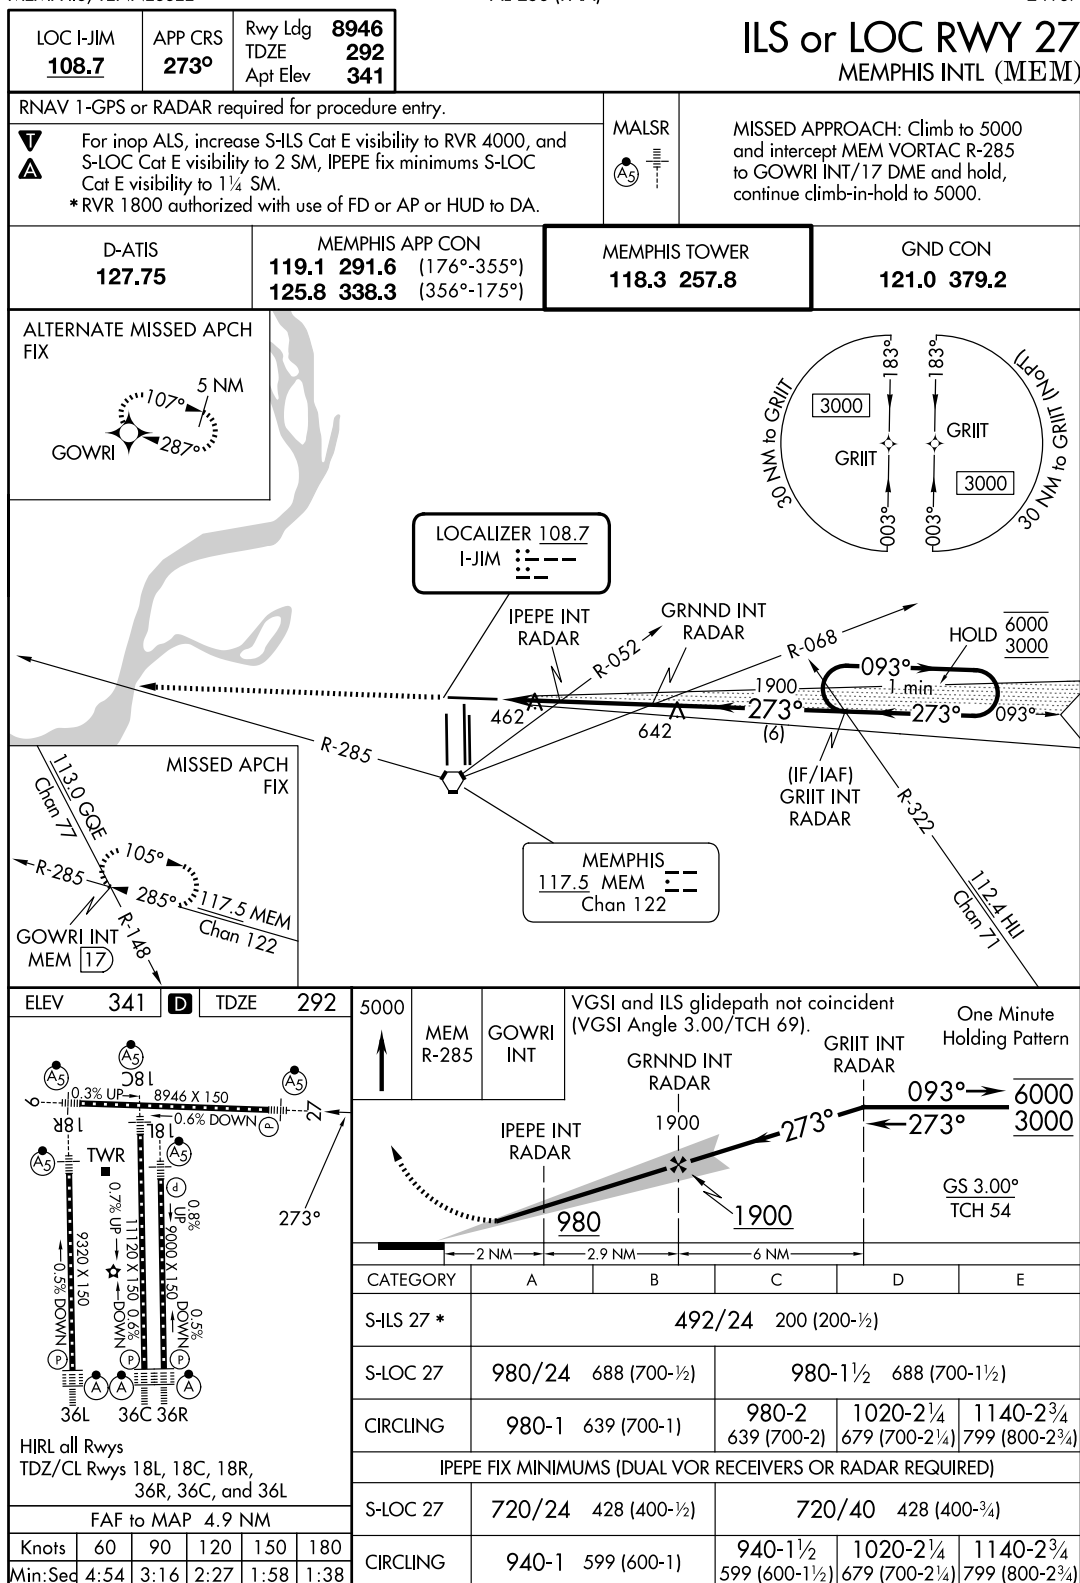 LOC I-JIM
108.7
APP CRS
273°
Rwy Ldg 8946
TDZE 292
Apt Elev 341
ILS or LOC RWY 27
MEMPHIS INTL (MEM)
RNAV 1-GPS or RADAR required for procedure entry.
T
A
For inop ALS, increase S-ILS Cat E visibility to RVR 4000, and
S-LOC Cat E visibility to 2 SM, IPEPE fix minimums S-LOC
Cat E visibility to 1¼ SM.
*RVR 1800 authorized with use of FD or AP or HUD to DA.
MALSR
A5
MISSED APPROACH: Climb to 5000
and intercept MEM VORTAC R-285
to GOWRI INT/17 DME and hold,
continue climb-in-hold to 5000.
D-ATIS
127.75
MEMPHIS APP CON
119.1 291.6 (176°-355°)
125.8 338.3 (356°-175°)
MEMPHIS TOWER
118.3 257.8
GND CON
121.0 379.2
ALTERNATE MISSED APCH
FIX
5 NM
107°
287°
GOWRI
30 NM to GRIIT
3000
183°
GRIIT
003°
183°
GRIIT
3000
003°
30 NM to GRIIT (NoPT)
LOCALIZER 108.7
I-JIM
IPEPE INT
RADAR
GRNND INT
RADAR
R-052
R-068
HOLD 6000
3000
093°
1 min
1900
273°
273°
093°
(6)
462
642
(IF/IAF)
GRIIT INT
RADAR
R-285
R-322
112.4 HLI
Chan 71
MEMPHIS
117.5 MEM
Chan 122
MISSED APCH
FIX
113.0 GQE
Chan 77
105°
R-285
285°
117.5 MEM
Chan 122
GOWRI INT
MEM 17
R-148
ELEV 341 D TDZE 292
A5
A5
A5
18C
0.3% UP
8946 X 150
0.6% DOWN
9
27
P
18R
18L
A5
TWR
A5
P
273°
0.7% UP
0.8% UP
9320 X 150
11120 X 150
9000 X 150
0.5% DOWN
0.6% DOWN
0.5% DOWN
P
P
P
A
A
A
36L
36C
36R
HIRL all Rwys
TDZ/CL Rwys 18L, 18C, 18R,
36R, 36C, and 36L
FAF to MAP 4.9 NM
Knots 60 90 120 150 180
Min:Sec 4:54 3:16 2:27 1:58 1:38
5000
MEM
R-285
GOWRI
INT
VGSI and ILS glidepath not coincident
(VGSI Angle 3.00/TCH 69).
One Minute
Holding Pattern
GRIIT INT
RADAR
GRNND INT
RADAR
1900
IPEPE INT
RADAR
093°
6000
273°
273°
3000
GS 3.00°
TCH 54
980
1900
2 NM
2.9 NM
6 NM
CATEGORY A B C D E
S-ILS 27 * 492/24 200 (200-½)
S-LOC 27 980/24 688 (700-½) 980-1½ 688 (700-1½)
CIRCLING 980-1 639 (700-1) 980-2 639 (700-2) 1020-2¼ 679 (700-2¼) 1140-2¾ 799 (800-2¾)
IPEPE FIX MINIMUMS (DUAL VOR RECEIVERS OR RADAR REQUIRED)
S-LOC 27 720/24 428 (400-½) 720/40 428 (400-¾)
CIRCLING 940-1 599 (600-1) 940-1½ 599 (600-1½) 1020-2¼ 679 (700-2¼) 1140-2¾ 799 (800-2¾)